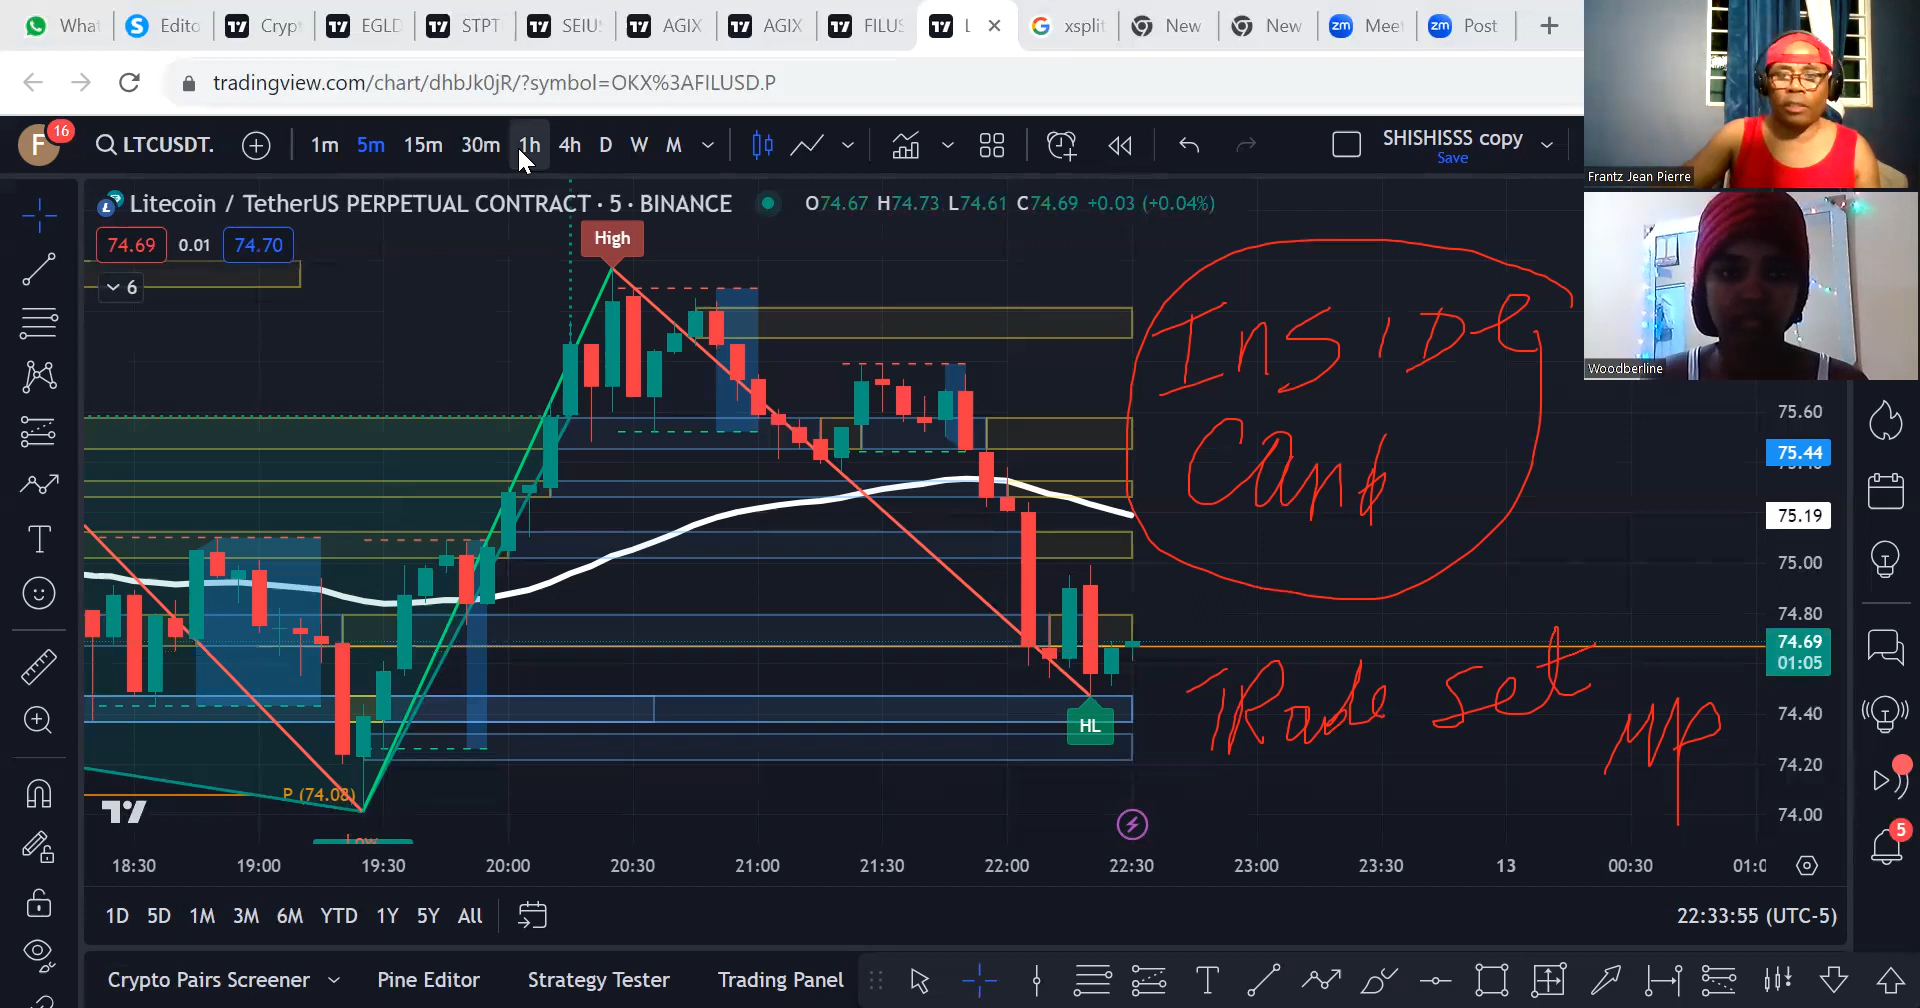 What
Edito
Crypt
EGLD
STPT
SEIU
AGIX
AGIX
FILUS
L
xspli
New
New
zm Meet
zm Post
tradingview.com/chart/dhbJk0jR/?symbol=OKX%3AFILUSD.P
F 16 LTCUSDT. 1m 5m 15m 30m 1h 4h D W M SHISHISSS copy
Save
Frantz Jean Pierre
Litecoin / TetherUS PERPETUAL CONTRACT · 5 · BINANCE O74.67 H74.73 L74.61 C74.69 +0.03 (+0.04%)
74.69 0.01 74.70
6
High
INSIDE
Woodberline
75.60
75.44
Cand
75.19
75.00
74.80
74.69
01:05
TRade Set
UP
74.40
HL
74.20
P (74.08)
74.00
Low
18:30 19:00 19:30 20:00 20:30 21:00 21:30 22:00 22:30 23:00 23:30 13 00:30 01:0
1D 5D 1M 3M 6M YTD 1Y 5Y All 22:33:55 (UTC-5)
5
Crypto Pairs Screener Pine Editor Strategy Tester Trading Panel